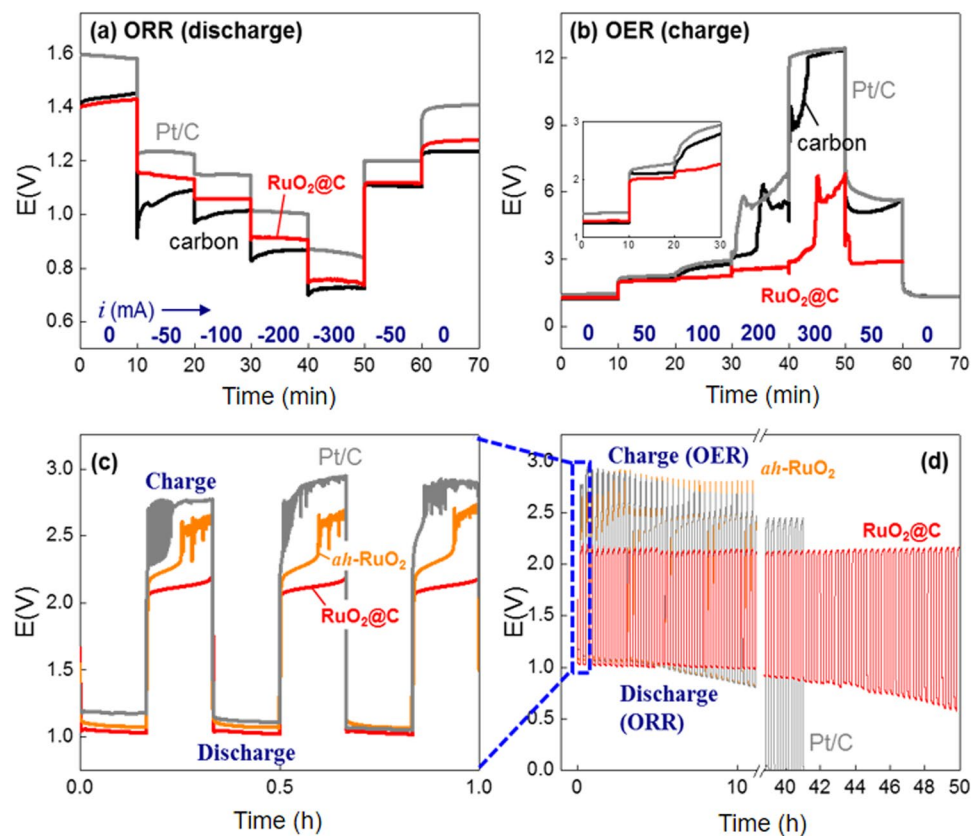 (a) ORR (discharge)
1.6
1.4
1.2
1.0
0.8
0.6
E(V)
Pt/C
RuO₂@C
carbon
i (mA)
0 -50 -100 -200 -300 -50 0
0 10 20 30 40 50 60 70
Time (min)
(b) OER (charge)
12
9
6
3
0
E(V)
Pt/C
carbon
3
2
1
0 10 20 30
RuO₂@C
0 50 100 200 300 50 0
0 10 20 30 40 50 60 70
Time (min)
(c)
3.0
2.5
2.0
1.5
1.0
E(V)
Charge
Pt/C
ah-RuO₂
RuO₂@C
Discharge
0.0 0.5 1.0
Time (h)
(d)
3.0
2.5
2.0
1.5
1.0
0.5
0.0
E(V)
Charge (OER)
ah-RuO₂
RuO₂@C
Discharge
(ORR)
Pt/C
0 10 40 42 44 46 48 50
Time (h)